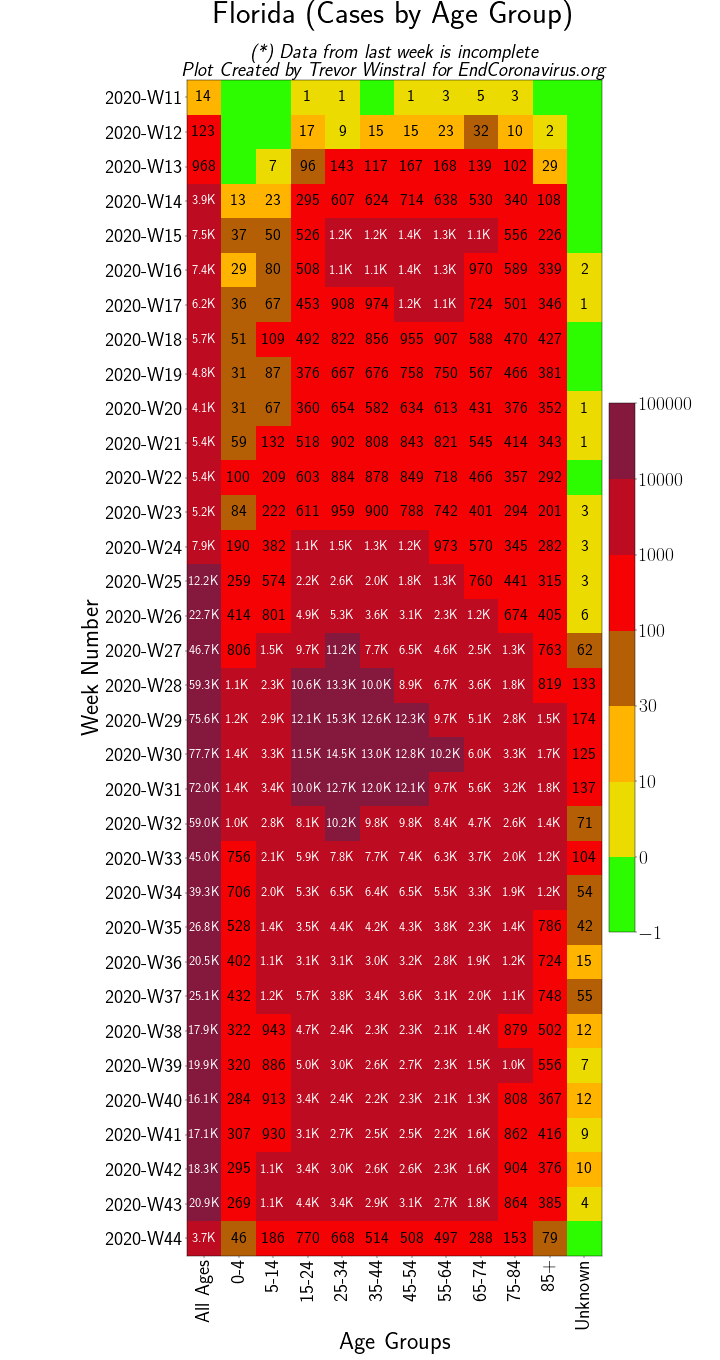 Florida (Cases by Age Group)
(*) Data from last week is incomplete
Plot Created by Trevor Winstral for EndCoronavirus.org
2020-W11 14 1 1 1 3 5 3
2020-W12 123 17 9 15 15 23 32 10 2
2020-W13 968 7 96 143 117 167 168 139 102 29
2020-W14 3.9K 13 23 295 607 624 714 638 530 340 108
2020-W15 7.5K 37 50 526 1.2K 1.2K 1.4K 1.3K 1.1K 556 226
2020-W16 7.4K 29 80 508 1.1K 1.1K 1.4K 1.3K 970 589 339 2
2020-W17 6.2K 36 67 453 908 974 1.2K 1.1K 724 501 346 1
2020-W18 5.7K 51 109 492 822 856 955 907 588 470 427
2020-W19 4.8K 31 87 376 667 676 758 750 567 466 381
2020-W20 4.1K 31 67 360 654 582 634 613 431 376 352 1
2020-W21 5.4K 59 132 518 902 808 843 821 545 414 343 1
2020-W22 5.4K 100 209 603 884 878 849 718 466 357 292
2020-W23 5.2K 84 222 611 959 900 788 742 401 294 201 3
2020-W24 7.9K 190 382 1.1K 1.5K 1.3K 1.2K 973 570 345 282 3
2020-W25 12.2K 259 574 2.2K 2.6K 2.0K 1.8K 1.3K 760 441 315 3
2020-W26 22.7K 414 801 4.9K 5.3K 3.6K 3.1K 2.3K 1.2K 674 405 6
2020-W27 46.7K 806 1.5K 9.7K 11.2K 7.7K 6.5K 4.6K 2.5K 1.3K 763 62
2020-W28 59.3K 1.1K 2.3K 10.6K 13.3K 10.0K 8.9K 6.7K 3.6K 1.8K 819 133
2020-W29 75.6K 1.2K 2.9K 12.1K 15.3K 12.6K 12.3K 9.7K 5.1K 2.8K 1.5K 174
2020-W30 77.7K 1.4K 3.3K 11.5K 14.5K 13.0K 12.8K 10.2K 6.0K 3.3K 1.7K 125
2020-W31 72.0K 1.4K 3.4K 10.0K 12.7K 12.0K 12.1K 9.7K 5.6K 3.2K 1.8K 137
2020-W32 59.0K 1.0K 2.8K 8.1K 10.2K 9.8K 9.8K 8.4K 4.7K 2.6K 1.4K 71
2020-W33 45.0K 756 2.1K 5.9K 7.8K 7.7K 7.4K 6.3K 3.7K 2.0K 1.2K 104
2020-W34 39.3K 706 2.0K 5.3K 6.5K 6.4K 6.5K 5.5K 3.3K 1.9K 1.2K 54
2020-W35 26.8K 528 1.4K 3.5K 4.4K 4.2K 4.3K 3.8K 2.3K 1.4K 786 42
2020-W36 20.5K 402 1.1K 3.1K 3.1K 3.0K 3.2K 2.8K 1.9K 1.2K 724 15
2020-W37 25.1K 432 1.2K 5.7K 3.8K 3.4K 3.6K 3.1K 2.0K 1.1K 748 55
2020-W38 17.9K 322 943 4.7K 2.4K 2.3K 2.3K 2.1K 1.4K 879 502 12
2020-W39 19.9K 320 886 5.0K 3.0K 2.6K 2.7K 2.3K 1.5K 1.0K 556 7
2020-W40 16.1K 284 913 3.4K 2.4K 2.2K 2.3K 2.1K 1.3K 808 367 12
2020-W41 17.1K 307 930 3.1K 2.7K 2.5K 2.5K 2.2K 1.6K 862 416 9
2020-W42 18.3K 295 1.1K 3.4K 3.0K 2.6K 2.6K 2.3K 1.6K 904 376 10
2020-W43 20.9K 269 1.1K 4.4K 3.4K 2.9K 3.1K 2.7K 1.8K 864 385 4
2020-W44 3.7K 46 186 770 668 514 508 497 288 153 79
All Ages 0-4 5-14 15-24 25-34 35-44 45-54 55-64 65-74 75-84 85+ Unknown
Age Groups
Week Number
100000
10000
1000
100
30
10
0
−1